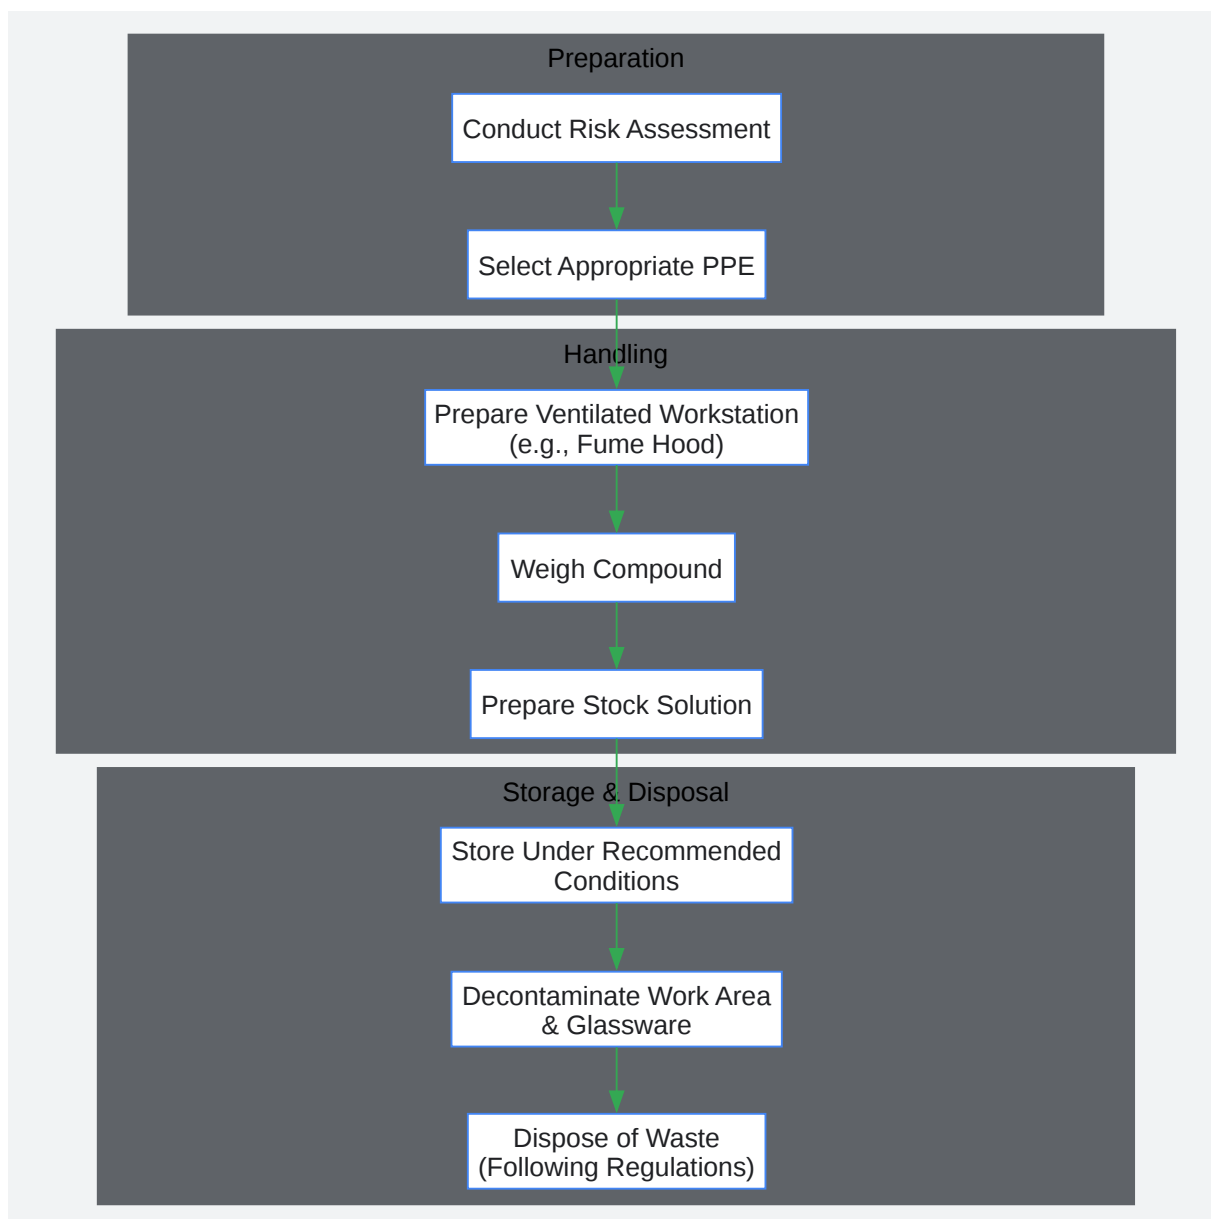 Preparation
Conduct Risk Assessment
Select Appropriate PPE
Handling
Prepare Ventilated Workstation
(e.g., Fume Hood)
Weigh Compound
Prepare Stock Solution
Storage & Disposal
Store Under Recommended
Conditions
Decontaminate Work Area
& Glassware
Dispose of Waste
(Following Regulations)